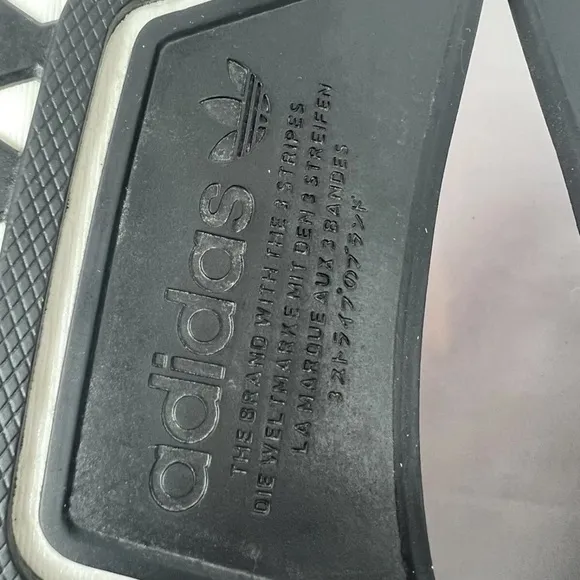 adidas
THE BRAND WITH THE 3 STRIPES
DIE WELTMARKE MIT DEN 3 STREIFEN
LA MARQUE AUX 3 BANDES
3 ストライプのブランド